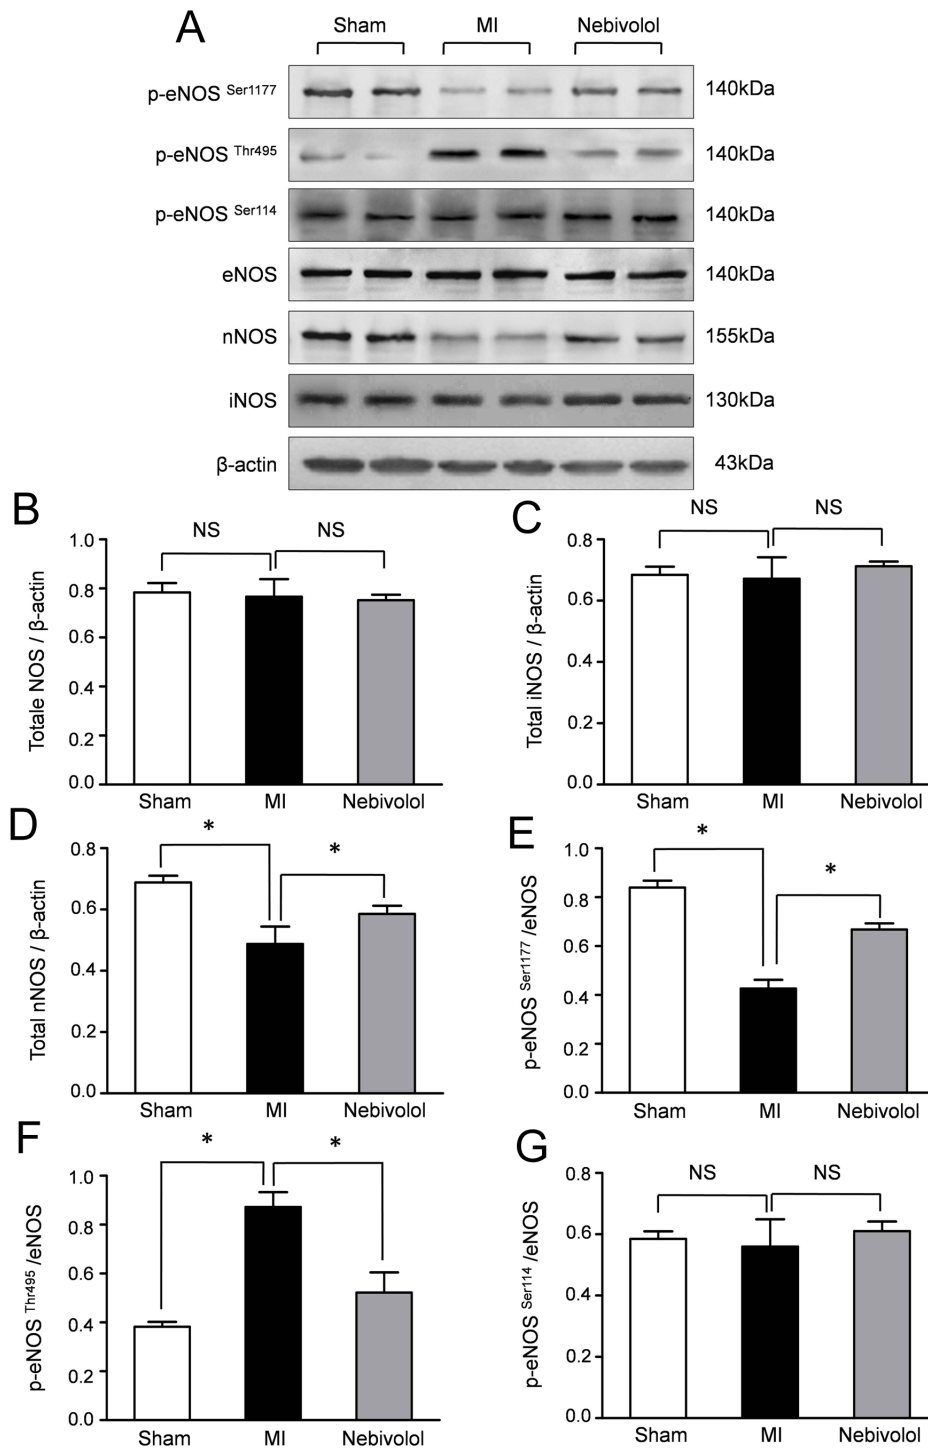 A
Sham MI Nebivolol
p-eNOS Ser1177 140kDa
p-eNOS Thr495 140kDa
p-eNOS Ser114 140kDa
eNOS 140kDa
nNOS 155kDa
iNOS 130kDa
β-actin 43kDa
B
NS NS
Totale NOS / β-actin
1.0
0.8
0.6
0.4
0.2
0.0
Sham MI Nebivolol
C
NS NS
Total iNOS / β-actin
0.8
0.6
0.4
0.2
0.0
Sham MI Nebivolol
D
* *
Total nNOS / β-actin
0.8
0.6
0.4
0.2
0.0
Sham MI Nebivolol
E
* *
p-eNOS Ser1177 /eNOS
1.0
0.8
0.6
0.4
0.2
0.0
Sham MI Nebivolol
F
* *
p-eNOS Thr495 /eNOS
1.0
0.8
0.6
0.4
0.2
0.0
Sham MI Nebivolol
G
NS NS
p-eNOS Ser114 /eNOS
0.8
0.6
0.4
0.2
0.0
Sham MI Nebivolol